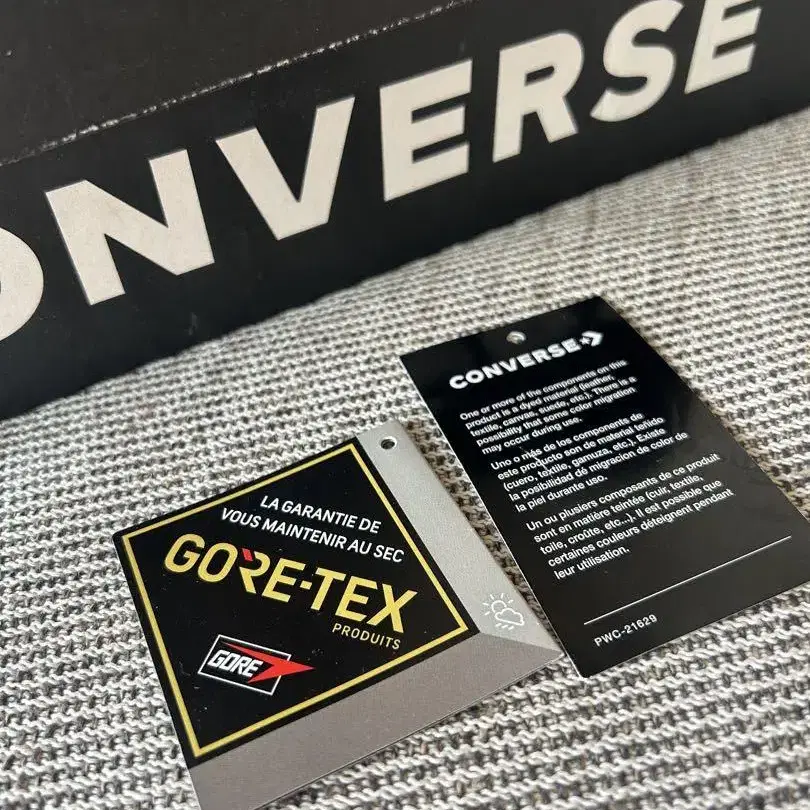 ONVERSE
LA GARANTIE DE
VOUS MAINTENIR AU SEC
GORE-TEX
PRODUITS
GORE
CONVERSE
One or more of the components on this
product is a dyed material (leather,
textile, canvas, suede, etc.). There is a
possibility that some color migration
may occur during use.
Uno o más de los componentes de
este producto son de material teñido
(cuero, textile, gamuza, etc.). Existe
la posibilidad dé migracion de color de
la piel durante uso.
Un ou plusiers composants de ce produit
sont en matière teintée (cuir, textile,
toile, croûte, etc...). Il est possible que
certaines couleurs déteignent pendant
leur utilisation.
PWC-21629